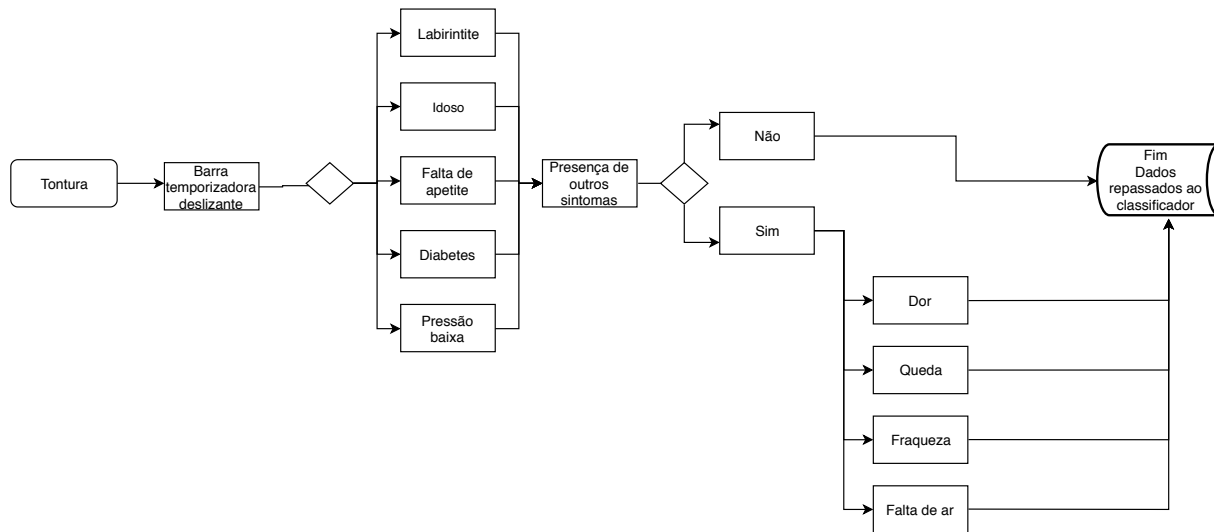 Tontura
Barra
temporizadora
deslizante
Labirintite
Idoso
Falta de
apetite
Diabetes
Pressão
baixa
Presença de
outros
sintomas
Não
Sim
Dor
Queda
Fraqueza
Falta de ar
Fim
Dados
repassados ao
classificador